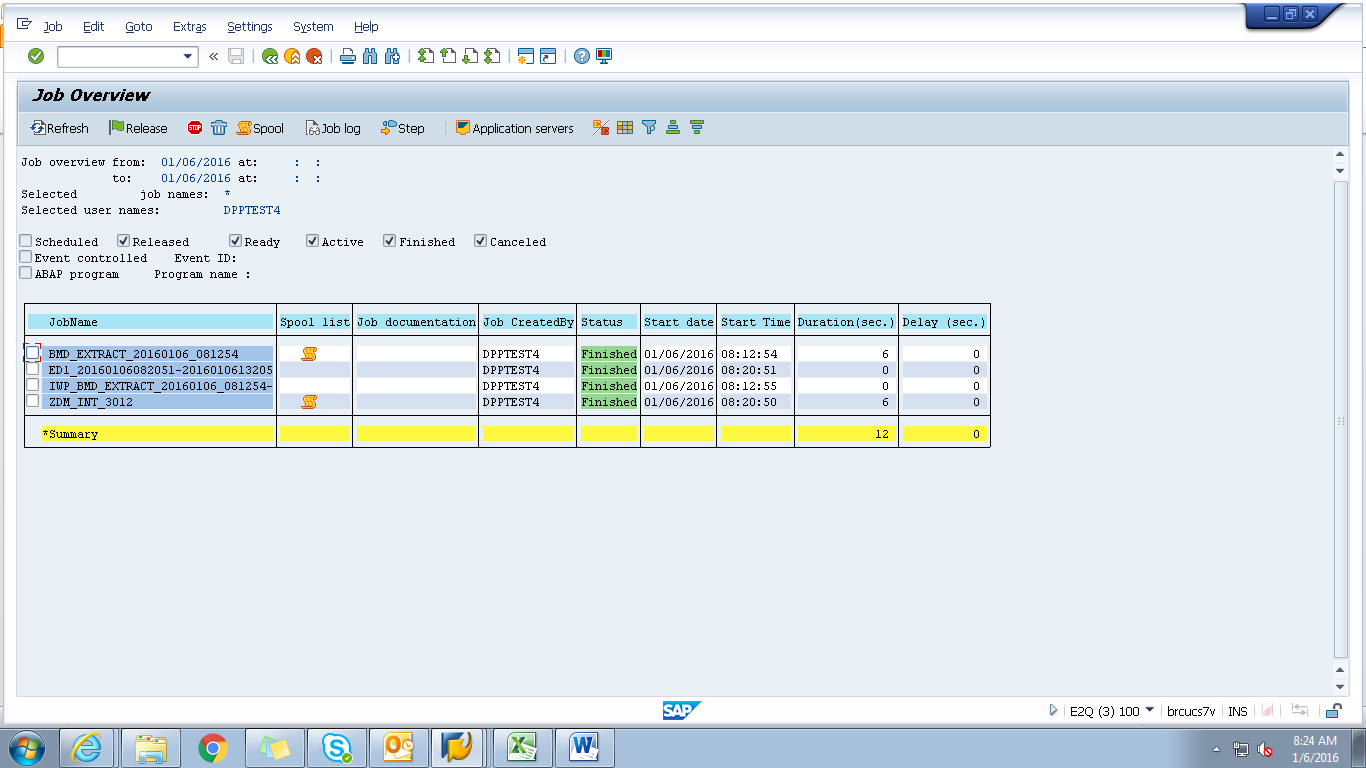 Job Edit Goto Extras Settings System Help
Job Overview
Refresh Release STOP Spool Job log Step Application servers
Job overview from: 01/06/2016 at: : :
to: 01/06/2016 at: : :
Selected job names: *
Selected user names: DPPTEST4
Scheduled Released Ready Active Finished Canceled
Event controlled Event ID:
ABAP program Program name :
JobName Spool list Job documentation Job CreatedBy Status Start date Start Time Duration(sec.) Delay (sec.)
BMD_EXTRACT_20160106_081254 DPPTEST4 Finished 01/06/2016 08:12:54 6 0
ED1_20160106082051-2016010613205 DPPTEST4 Finished 01/06/2016 08:20:51 0 0
IWP_BMD_EXTRACT_20160106_081254- DPPTEST4 Finished 01/06/2016 08:12:55 0 0
ZDM_INT_3012 DPPTEST4 Finished 01/06/2016 08:20:50 6 0
*Summary 12 0
SAP E2Q (3) 100 brcucs7v INS
8:24 AM
1/6/2016